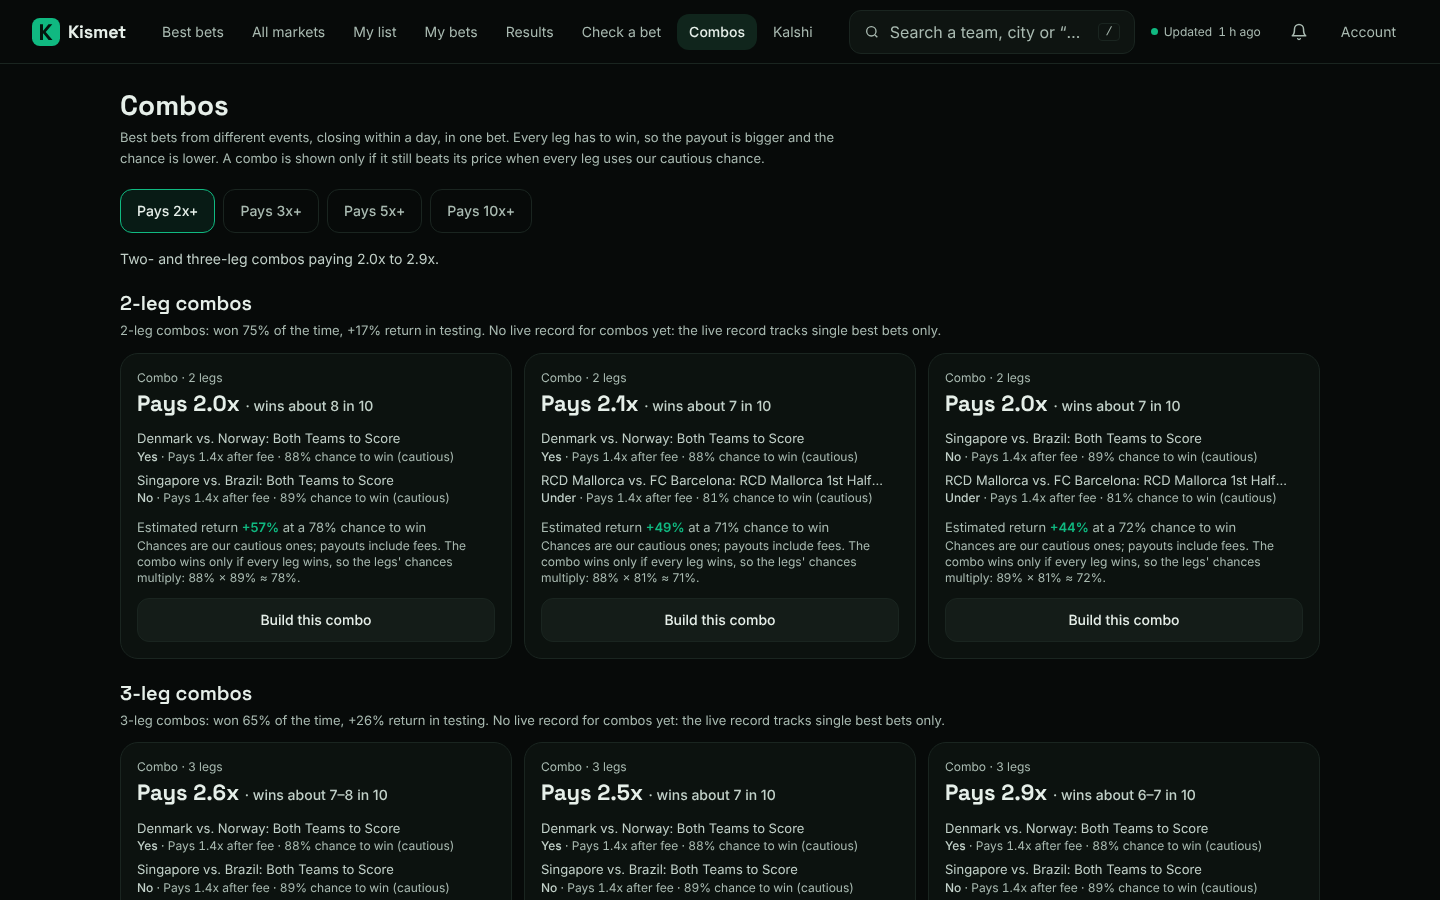 K Kismet
Best bets
All markets
My list
My bets
Results
Check a bet
Combos
Kalshi
Search a team, city or “…
/
Updated 1 h ago
Account
Combos
Best bets from different events, closing within a day, in one bet. Every leg has to win, so the payout is bigger and the
chance is lower. A combo is shown only if it still beats its price when every leg uses our cautious chance.
Pays 2x+
Pays 3x+
Pays 5x+
Pays 10x+
Two- and three-leg combos paying 2.0x to 2.9x.
2-leg combos
2-leg combos: won 75% of the time, +17% return in testing. No live record for combos yet: the live record tracks single best bets only.
Combo · 2 legs
Pays 2.0x · wins about 8 in 10
Denmark vs. Norway: Both Teams to Score
Yes · Pays 1.4x after fee · 88% chance to win (cautious)
Singapore vs. Brazil: Both Teams to Score
No · Pays 1.4x after fee · 89% chance to win (cautious)
Estimated return +57% at a 78% chance to win
Chances are our cautious ones; payouts include fees. The
combo wins only if every leg wins, so the legs' chances
multiply: 88% × 89% ≈ 78%.
Build this combo
Combo · 2 legs
Pays 2.1x · wins about 7 in 10
Denmark vs. Norway: Both Teams to Score
Yes · Pays 1.4x after fee · 88% chance to win (cautious)
RCD Mallorca vs. FC Barcelona: RCD Mallorca 1st Half…
Under · Pays 1.4x after fee · 81% chance to win (cautious)
Estimated return +49% at a 71% chance to win
Chances are our cautious ones; payouts include fees. The
combo wins only if every leg wins, so the legs' chances
multiply: 88% × 81% ≈ 71%.
Build this combo
Combo · 2 legs
Pays 2.0x · wins about 7 in 10
Singapore vs. Brazil: Both Teams to Score
No · Pays 1.4x after fee · 89% chance to win (cautious)
RCD Mallorca vs. FC Barcelona: RCD Mallorca 1st Half…
Under · Pays 1.4x after fee · 81% chance to win (cautious)
Estimated return +44% at a 72% chance to win
Chances are our cautious ones; payouts include fees. The
combo wins only if every leg wins, so the legs' chances
multiply: 89% × 81% ≈ 72%.
Build this combo
3-leg combos
3-leg combos: won 65% of the time, +26% return in testing. No live record for combos yet: the live record tracks single best bets only.
Combo · 3 legs
Pays 2.6x · wins about 7–8 in 10
Denmark vs. Norway: Both Teams to Score
Yes · Pays 1.4x after fee · 88% chance to win (cautious)
Singapore vs. Brazil: Both Teams to Score
No · Pays 1.4x after fee · 89% chance to win (cautious)
Combo · 3 legs
Pays 2.5x · wins about 7 in 10
Denmark vs. Norway: Both Teams to Score
Yes · Pays 1.4x after fee · 88% chance to win (cautious)
Singapore vs. Brazil: Both Teams to Score
No · Pays 1.4x after fee · 89% chance to win (cautious)
Combo · 3 legs
Pays 2.9x · wins about 6–7 in 10
Denmark vs. Norway: Both Teams to Score
Yes · Pays 1.4x after fee · 88% chance to win (cautious)
Singapore vs. Brazil: Both Teams to Score
No · Pays 1.4x after fee · 89% chance to win (cautious)